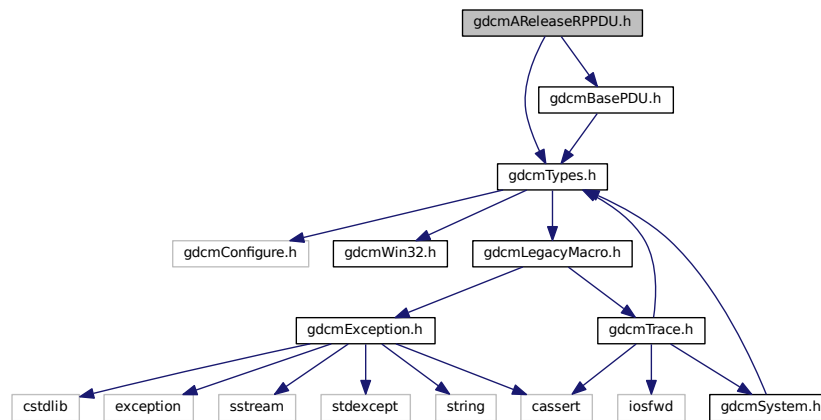 gdcmAReleaseRPPDU.h
gdcmBasePDU.h
gdcmTypes.h
gdcmConfigure.h
gdcmWin32.h
gdcmLegacyMacro.h
gdcmException.h
gdcmTrace.h
cstdlib
exception
sstream
stdexcept
string
cassert
iosfwd
gdcmSystem.h